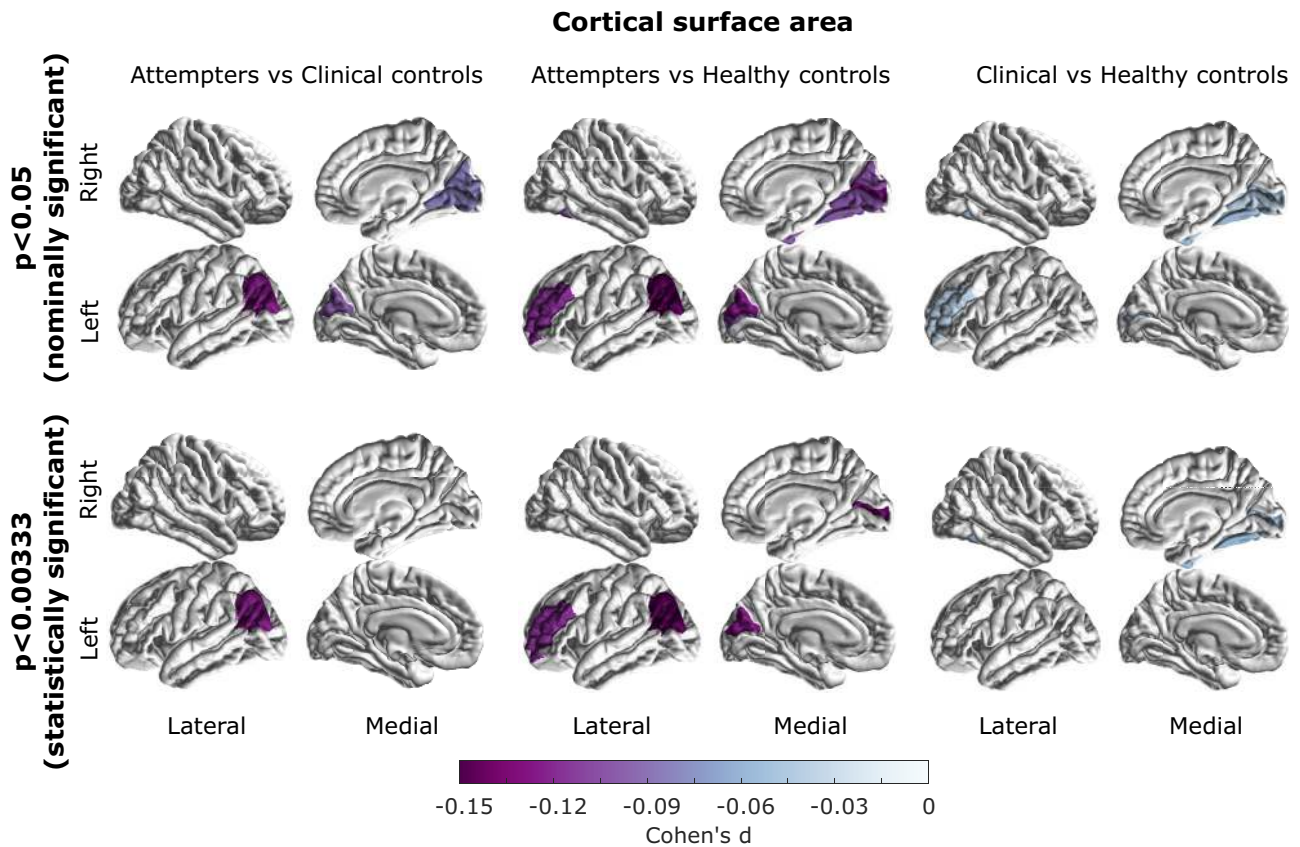 Cortical surface area
Attempters vs Clinical controls
Attempters vs Healthy controls
Clinical vs Healthy controls
p<0.05
(nominally significant)
Right
Left
p<0.00333
(statistically significant)
Right
Left
Lateral
Medial
Lateral
Medial
Lateral
Medial
-0.15
-0.12
-0.09
-0.06
-0.03
0
Cohen's d